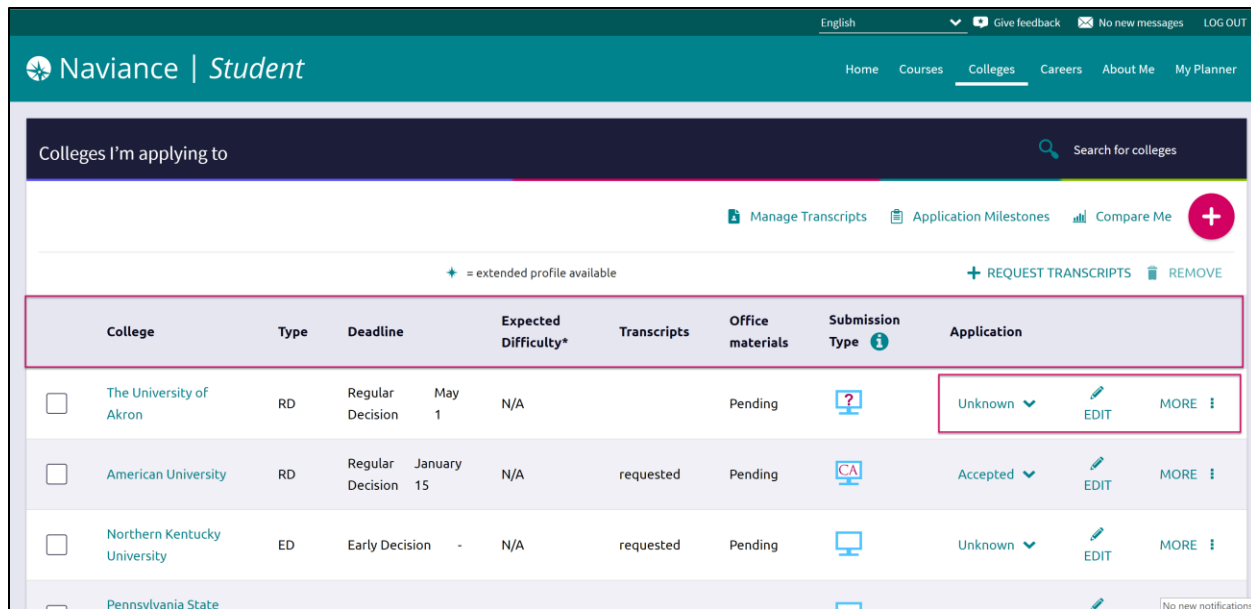 English Give feedback No new messages LOG OUT
Naviance | Student
Home Courses Colleges Careers About Me My Planner
Colleges I'm applying to
Search for colleges
Manage Transcripts Application Milestones Compare Me +
= extended profile available
+ REQUEST TRANSCRIPTS REMOVE
College Type Deadline Expected Difficulty* Transcripts Office materials Submission Type i Application
The University of Akron RD Regular Decision May 1 N/A Pending ? Unknown EDIT MORE
American University RD Regular Decision January 15 N/A requested Pending CA Accepted EDIT MORE
Northern Kentucky University ED Early Decision - N/A requested Pending Unknown EDIT MORE
Pennsylvania State
No new notifications